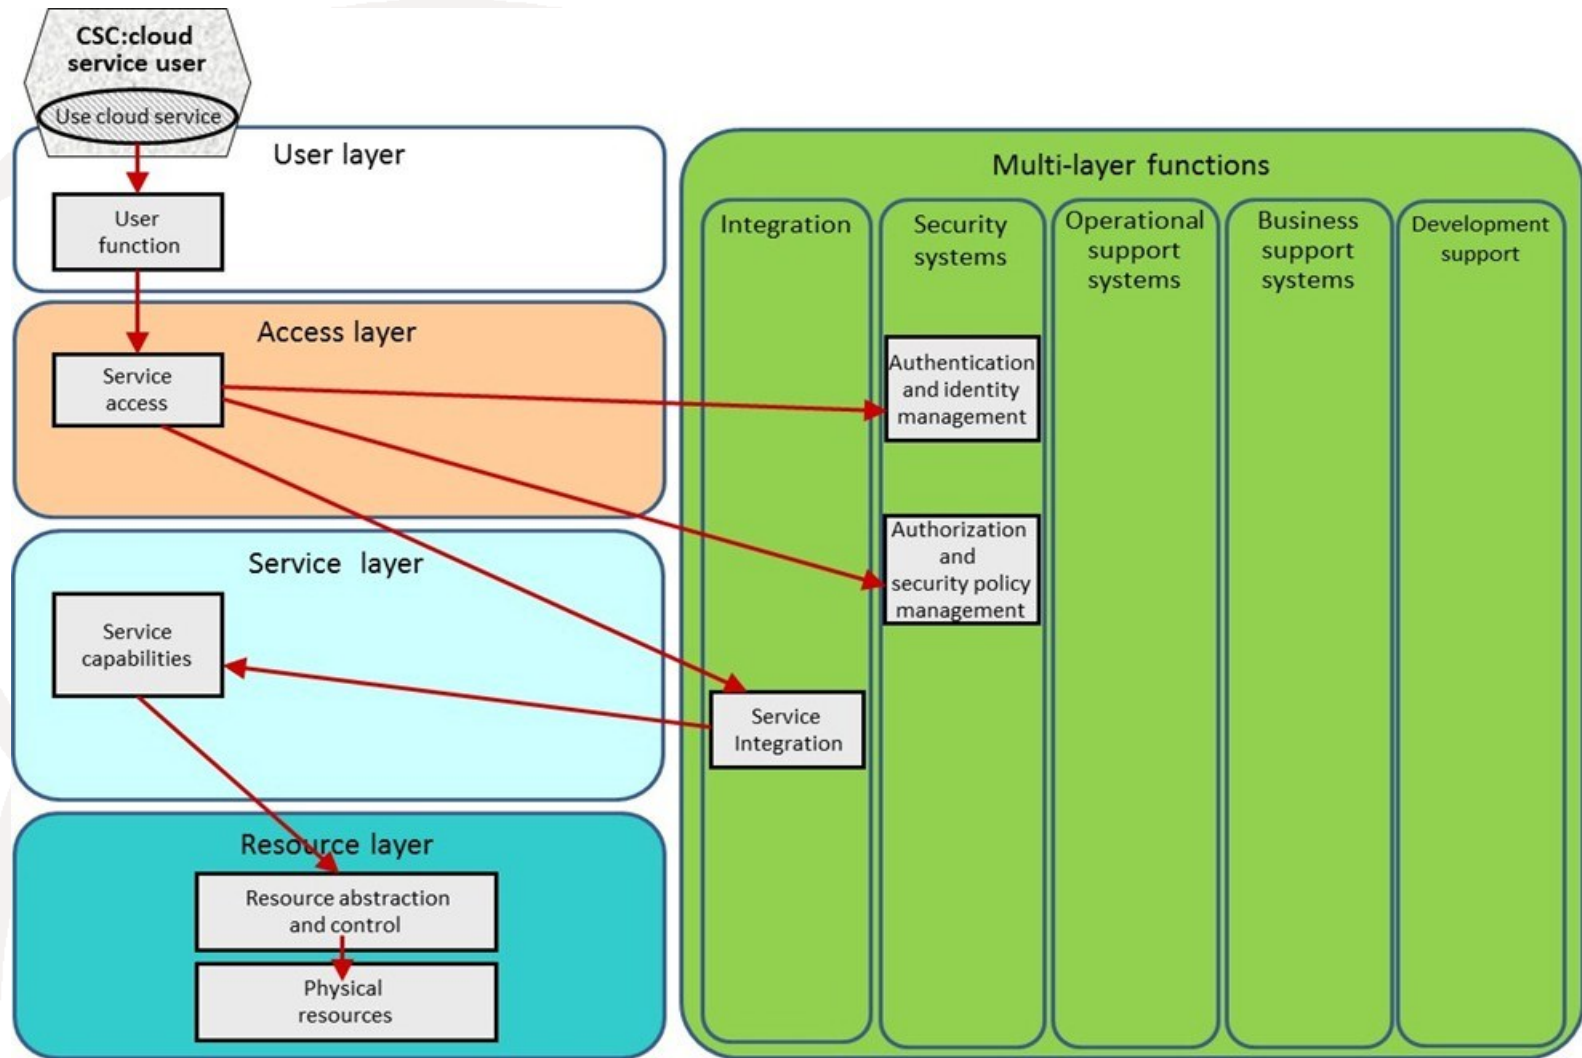 CSC:cloud
service user
Use cloud service
User layer
User
function
Access layer
Service
access
Service layer
Service
capabilities
Resource layer
Resource abstraction
and control
Physical
resources
Multi-layer functions
Integration
Service
Integration
Security
systems
Authentication
and identity
management
Authorization
and
security policy
management
Operational
support
systems
Business
support
systems
Development
support